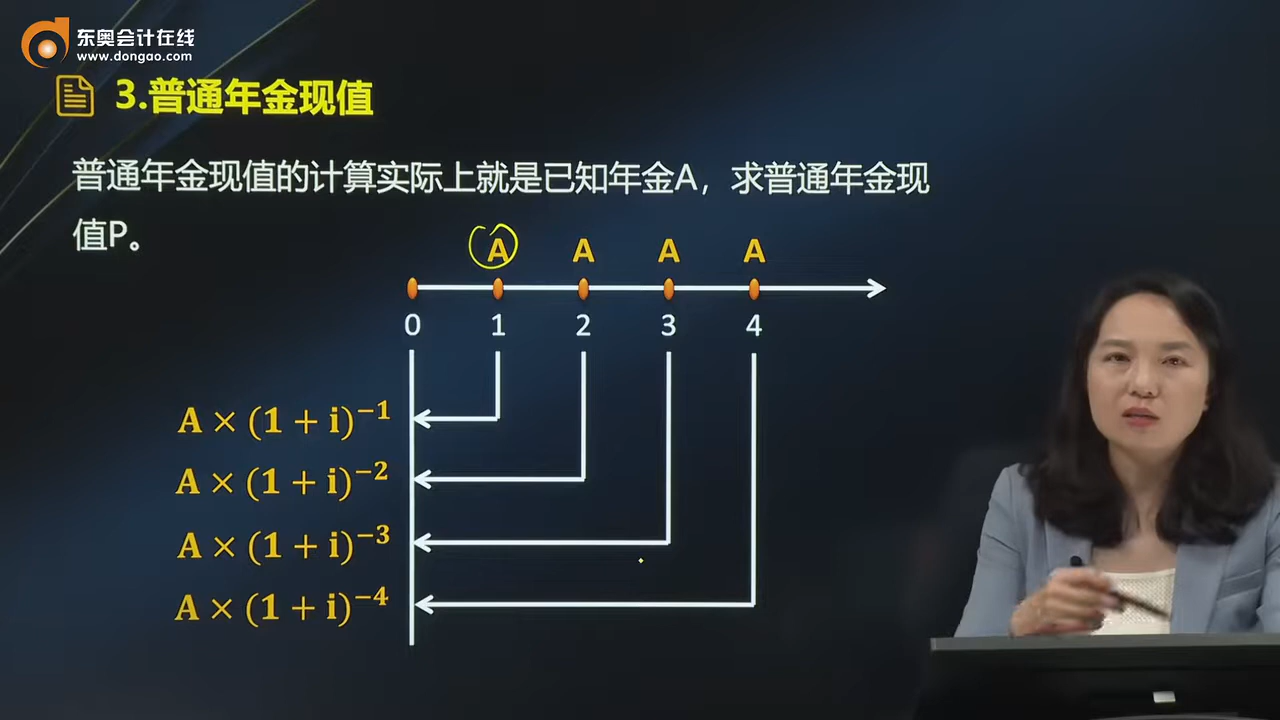 东奥会计在线
www.dongao.com
3.普通年金现值
普通年金现值的计算实际上就是已知年金A，求普通年金现
值P。
A A A A
0 1 2 3 4
A × (1 + i)⁻¹
A × (1 + i)⁻²
A × (1 + i)⁻³
A × (1 + i)⁻⁴